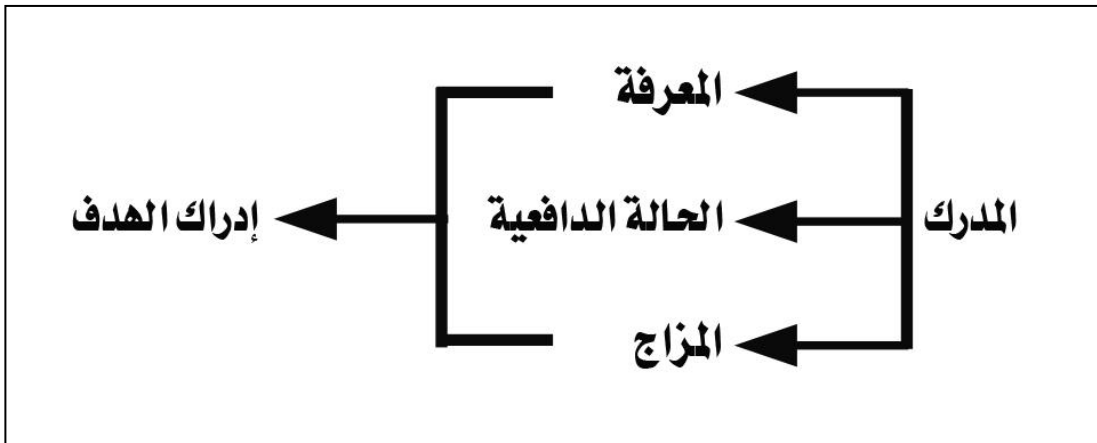 المدرك
المعرفة
الحالة الدافعية
المزاج
إدراك الهدف